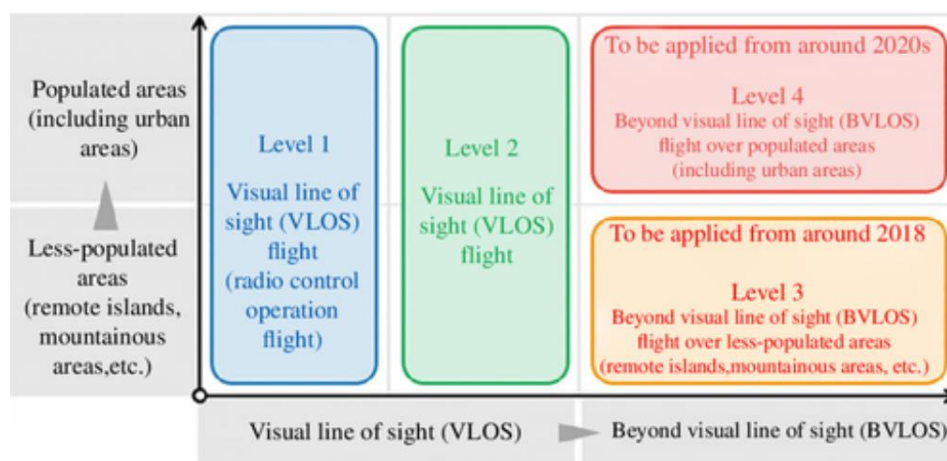 Populated areas
(including urban
areas)
Less-populated
areas
(remote islands,
mountainous
areas,etc.)
Level 1
Visual line of
sight (VLOS)
flight
(radio control
operation
flight)
Level 2
Visual line of
sight (VLOS)
flight
To be applied from around 2020s
Level 4
Beyond visual line of sight (BVLOS)
flight over populated areas
(including urban areas)
To be applied from around 2018
Level 3
Beyond visual line of sight (BVLOS)
flight over less-populated areas
(remote islands,mountainous areas, etc.)
Visual line of sight (VLOS)
Beyond visual line of sight (BVLOS)